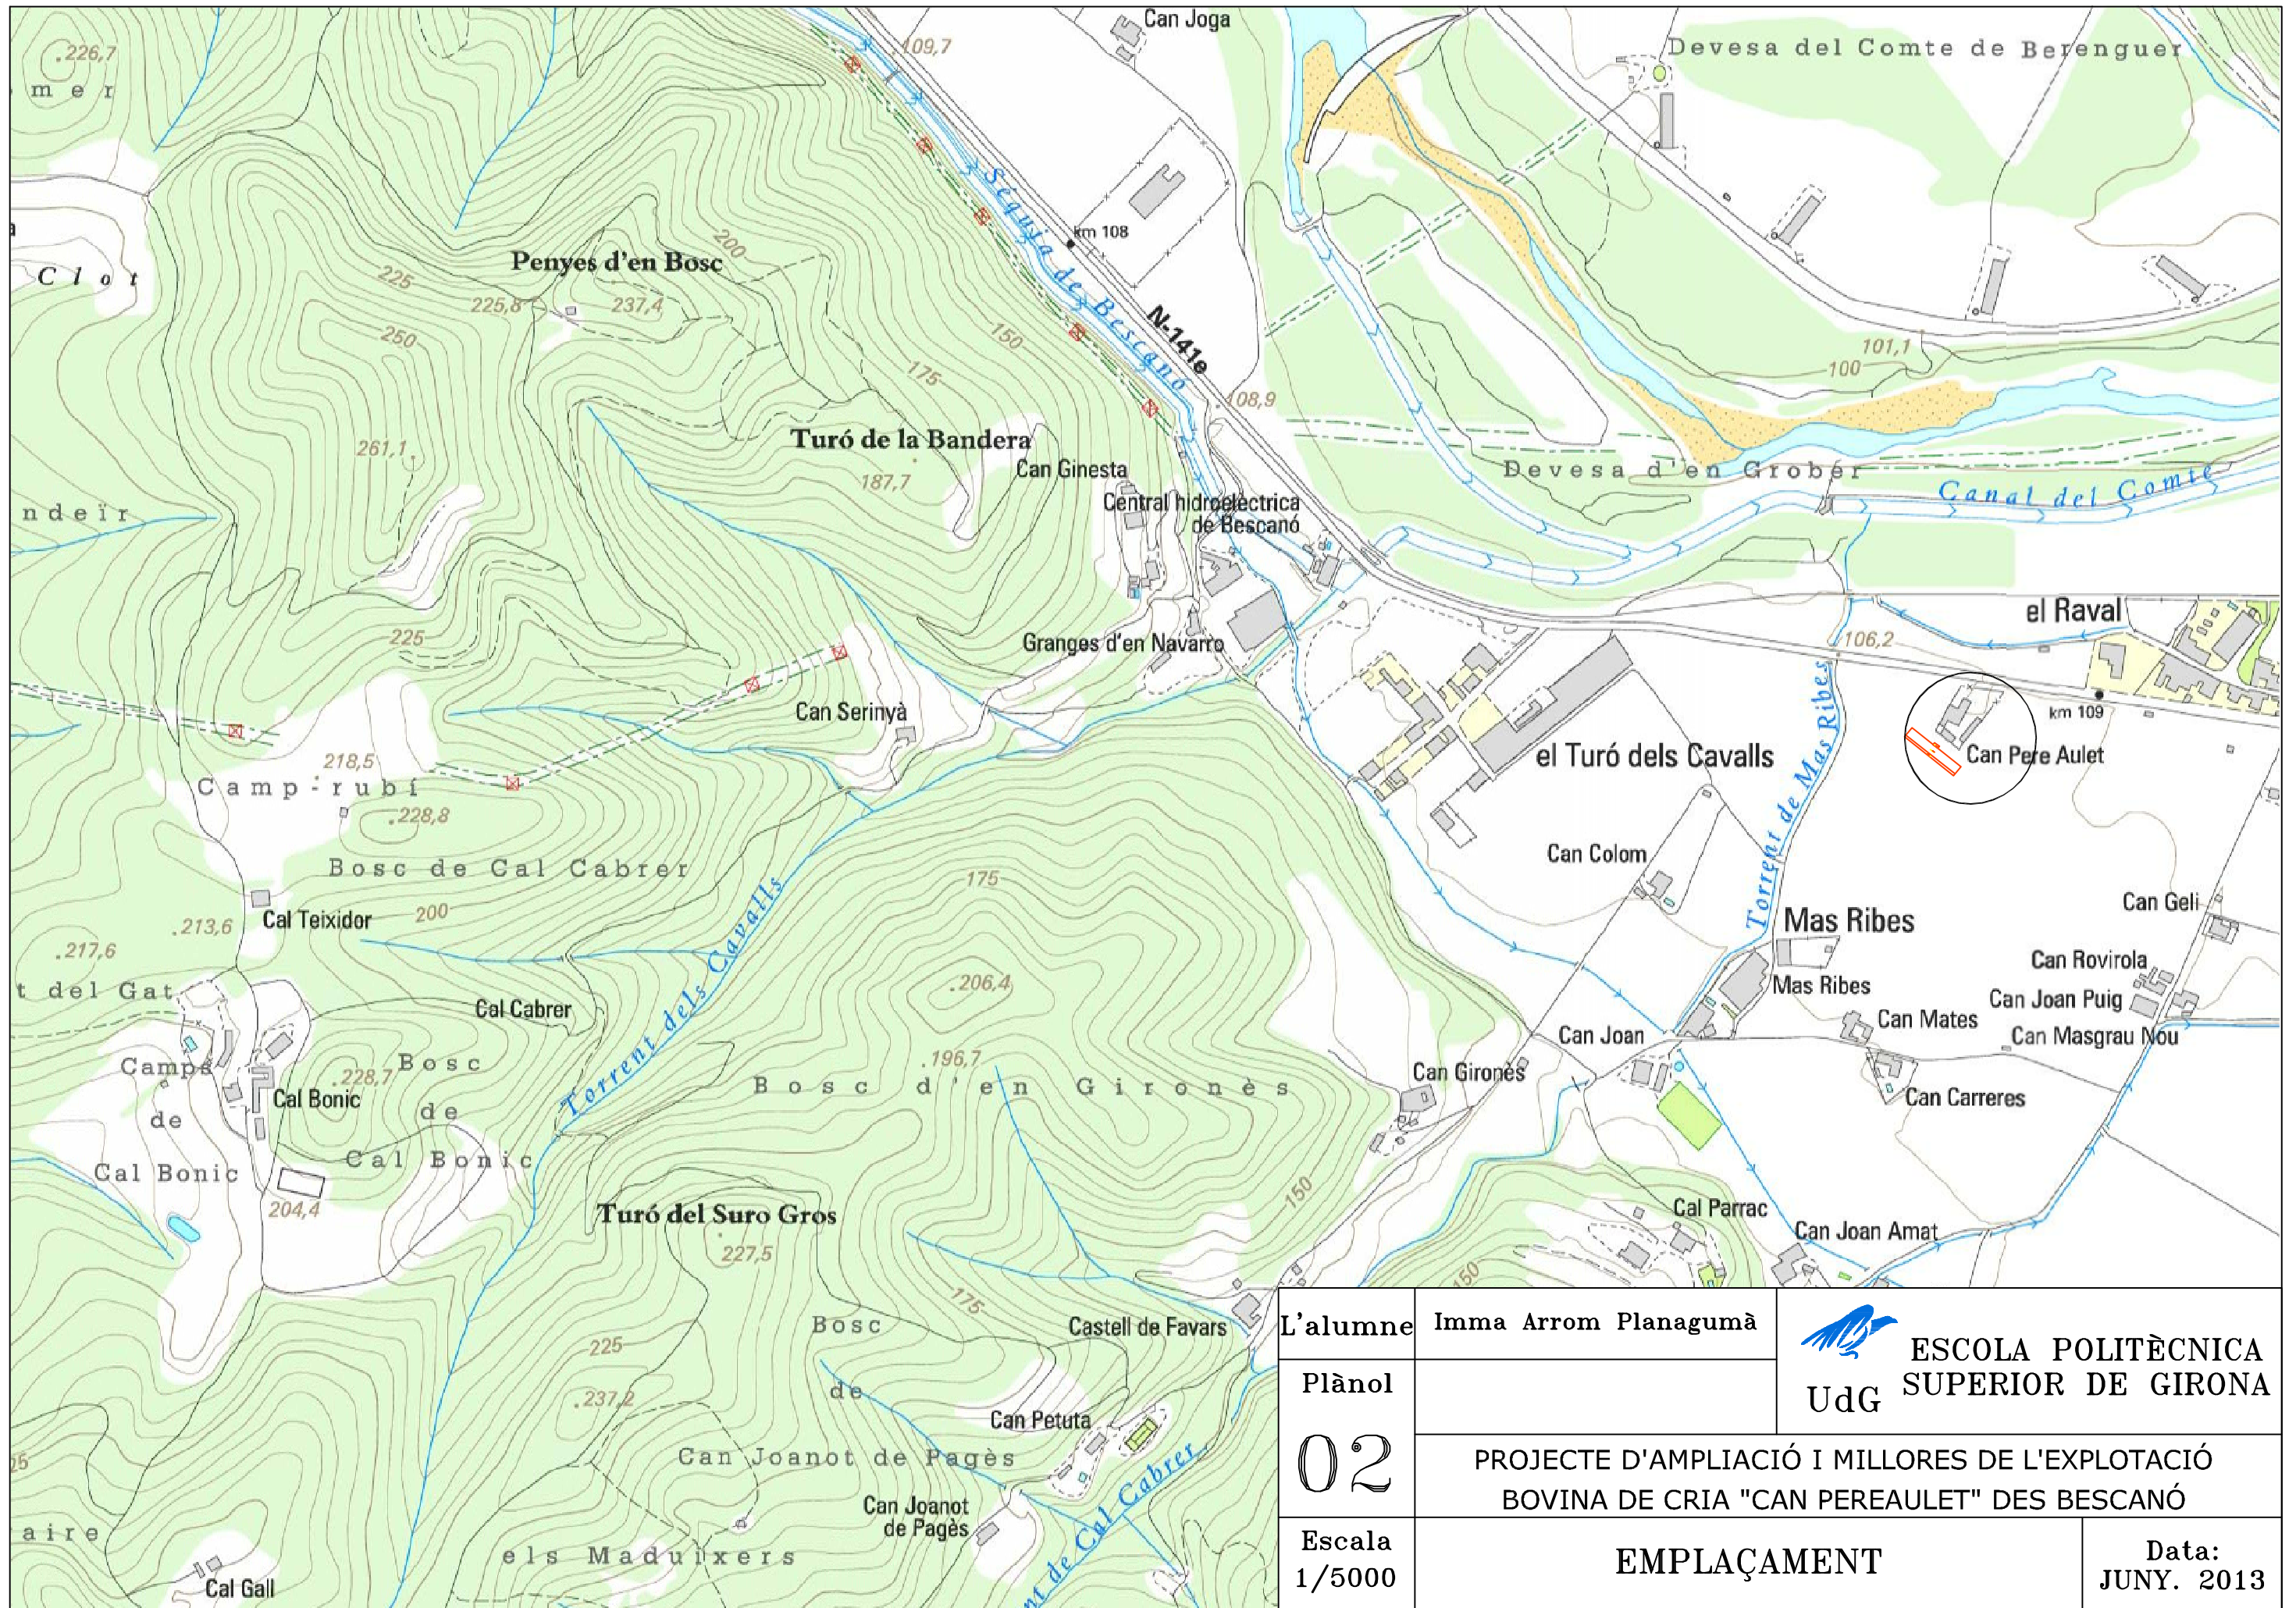 Can Joga
226,7
109,7
Devesa del Comte de Berenguer
mer
Séquia de Bescanó
km 108
200
Penyes d'en Bosc
Clot
225
225,8
237,4
N-141e
250
150
101,1
100
175
108,9
Turó de la Bandera
261,1
187,7
Can Ginesta
Devesa d'en Grober
Canal del Comte
Central hidroelèctrica
de Bescanó
ndeïr
el Raval
225
106,2
Granges d'en Navarro
Can Serinyà
km 109
Torrent de Mas Ribes
el Turó dels Cavalls
Can Pere Aulet
218,5
Camp-rubí
228,8
Bosc de Cal Cabrer
Can Colom
175
Can Geli
200
Cal Teixidor
213,6
Mas Ribes
217,6
Torrent dels Cavalls
Can Rovirola
t del Gat
206,4
Mas Ribes
Can Joan Puig
Cal Cabrer
Can Mates
Can Joan
Can Masgrau Nou
196,7
Camps
de
Cal Bonic
228,7
Bosc
de
Cal Bonic
Bosc d'en Gironès
Can Gironès
Cal Bonic
Can Carreres
150
204,4
Turó del Suro Gros
227,5
Cal Parrac
Can Joan Amat
150
175
Castell de Favars
Bosc
de
Can Joanot de Pagès
225
237,2
Can Petuta
25
Can Joanot
de Pagès
nt de Cal Cabrer
aire
els Maduixers
Cal Gall
L'alumne
Imma Arrom Planagumà
UdG
ESCOLA POLITÈCNICA
SUPERIOR DE GIRONA
Plànol
02
PROJECTE D'AMPLIACIÓ I MILLORES DE L'EXPLOTACIÓ
BOVINA DE CRIA "CAN PEREAULET" DES BESCANÓ
Escala
1/5000
EMPLAÇAMENT
Data:
JUNY. 2013